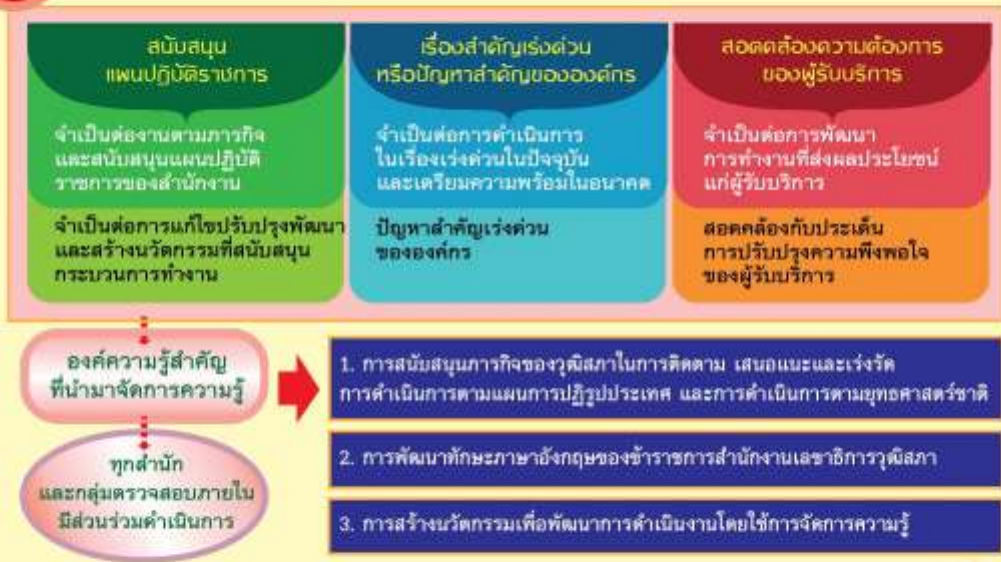 สนับสนุน
แผนปฏิบัติราชการ
จำเป็นต่องานตามภารกิจ
และสนับสนุนแผนปฏิบัติ
ราชการของสำนักงาน
จำเป็นต่อการแก้ไขปรับปรุงพัฒนา
และสร้างนวัตกรรมที่สนับสนุน
กระบวนการทำงาน
เรื่องสำคัญเร่งด่วน
หรือปัญหาสำคัญขององค์กร
จำเป็นต่อการดำเนินการ
ในเรื่องเร่งด่วนในปัจจุบัน
และเตรียมความพร้อมในอนาคต
ปัญหาสำคัญเร่งด่วน
ขององค์กร
สอดคล้องความต้องการ
ของผู้รับบริการ
จำเป็นต่อการพัฒนา
การทำงานที่ส่งผลประโยชน์
แก่ผู้รับบริการ
สอดคล้องกับประเด็น
การปรับปรุงความพึงพอใจ
ของผู้รับบริการ
องค์ความรู้สำคัญ
ที่นำมาจัดการความรู้
ทุกสำนัก
และกลุ่มตรวจสอบภายใน
มีส่วนร่วมดำเนินการ
1. การสนับสนุนภารกิจของวุฒิสภาในการติดตาม เสนอแนะและเร่งรัด
การดำเนินการตามแผนการปฏิรูปประเทศ และการดำเนินการตามยุทธศาสตร์ชาติ
2. การพัฒนาทักษะภาษาอังกฤษของข้าราชการสำนักงานเลขาธิการวุฒิสภา
3. การสร้างนวัตกรรมเพื่อพัฒนาการดำเนินงานโดยใช้การจัดการความรู้